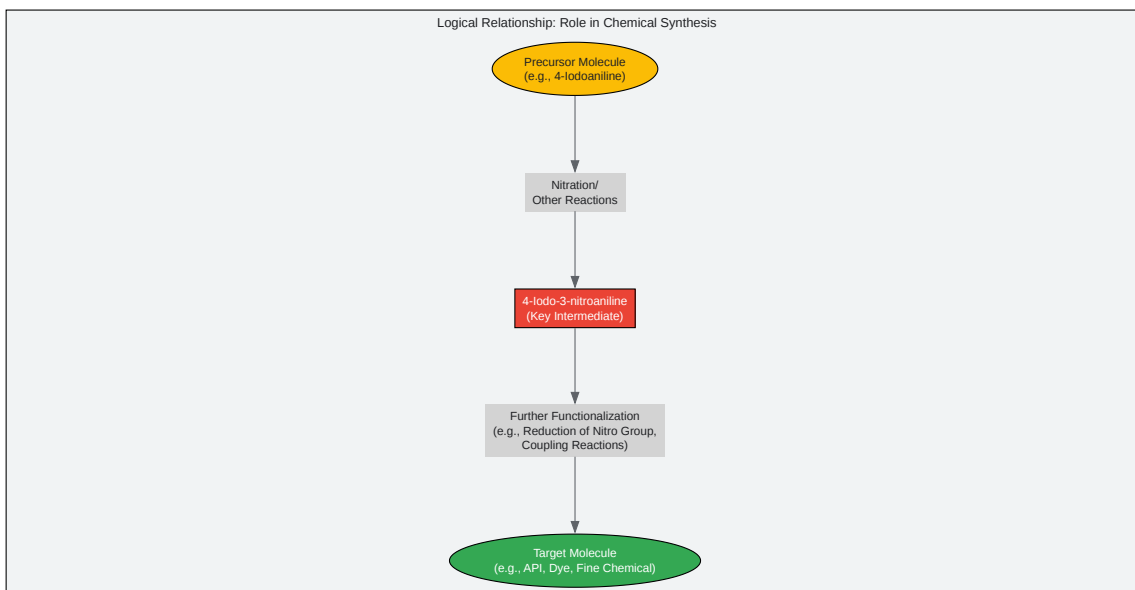 Logical Relationship: Role in Chemical Synthesis
Precursor Molecule
(e.g., 4-Iodoaniline)
Nitration/
Other Reactions
4-Iodo-3-nitroaniline
(Key Intermediate)
Further Functionalization
(e.g., Reduction of Nitro Group,
Coupling Reactions)
Target Molecule
(e.g., API, Dye, Fine Chemical)